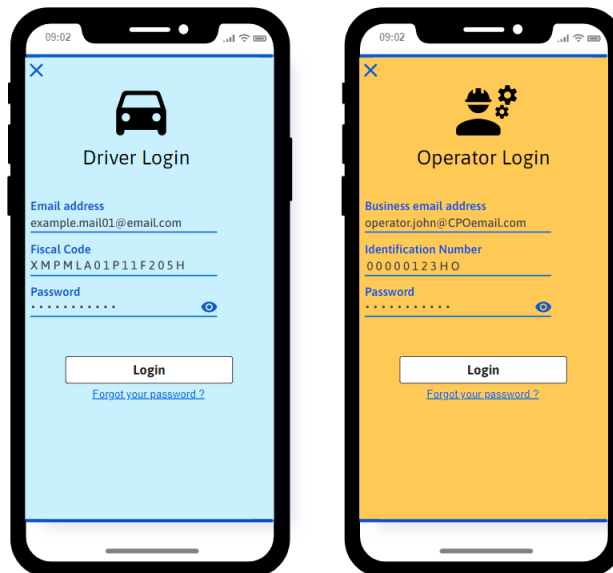 09:02
Driver Login
Email address
example.mail01@email.com
Fiscal Code
XMPMLA01P11F205H
Password
Login
Forgot your password ?
09:02
Operator Login
Business email address
operator.john@CPOemail.com
Identification Number
00000123HO
Password
Login
Forgot your password ?